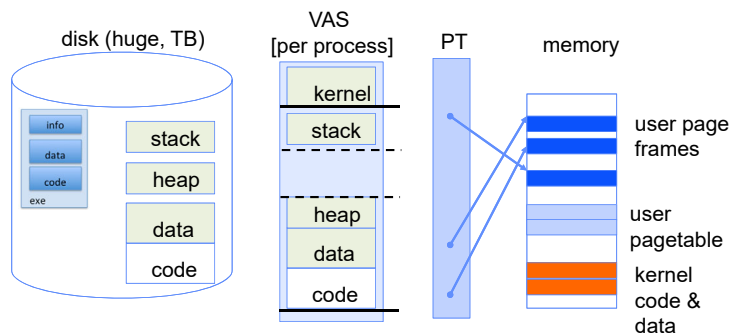 disk (huge, TB)
info
data
code
exe
stack
heap
data
code
VAS
[per process]
kernel
stack
heap
data
code
PT
memory
user page
frames
user
pagetable
kernel
code &
data